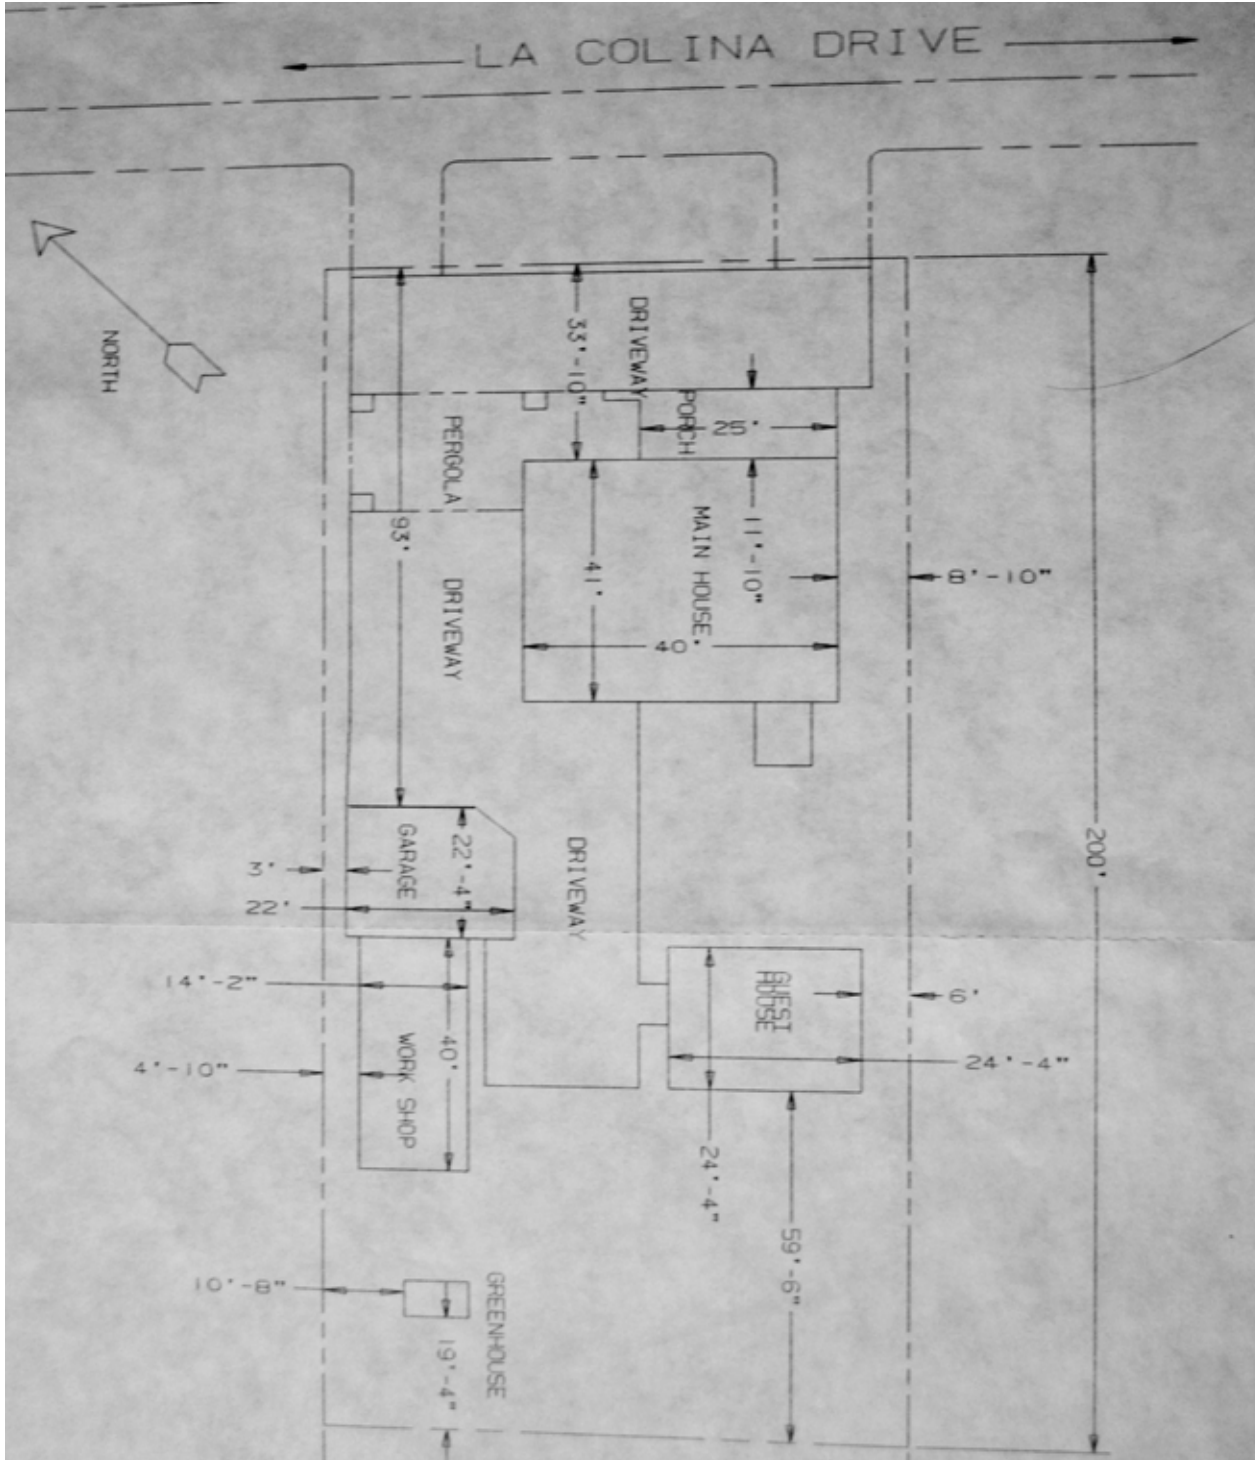 LA COLINA DRIVE
NORTH
DRIVEWAY
33'-10"
PORCH
25'
PERGOLA
93'
MAIN HOUSE.
11'-10"
8'-10"
41'
40'
DRIVEWAY
200'
GARAGE
22'-4"
DRIVEWAY
3'
22'
14'-2"
GUEST
HOUSE
6'
4'-10"
WORK SHOP
40'
24'-4"
24'-4"
59'-6"
10'-8"
GREENHOUSE
19'-4"